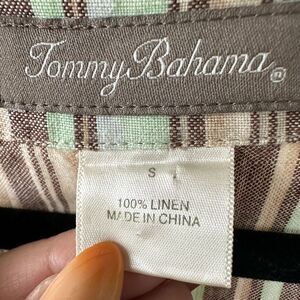 Tommy Bahama®
S
100% LINEN
MADE IN CHINA